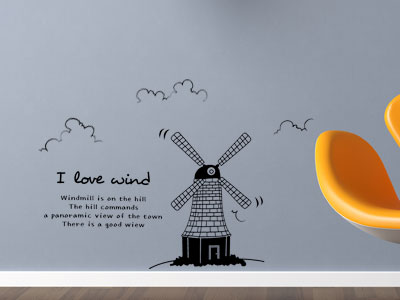 I love wind
Windmill is on the hill
The hill commands
a panoramic view of the town
There is a good wiew